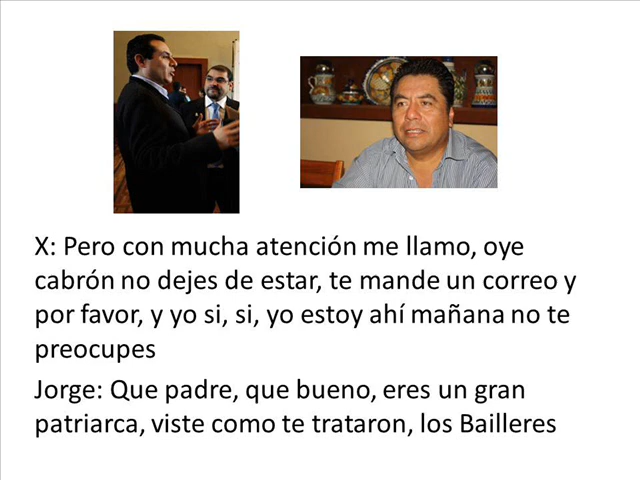 X: Pero con mucha atención me llamo, oye
cabrón no dejes de estar, te mande un correo y
por favor, y yo si, si, yo estoy ahí mañana no te
preocupes
Jorge: Que padre, que bueno, eres un gran
patriarca, viste como te trataron, los Bailleres